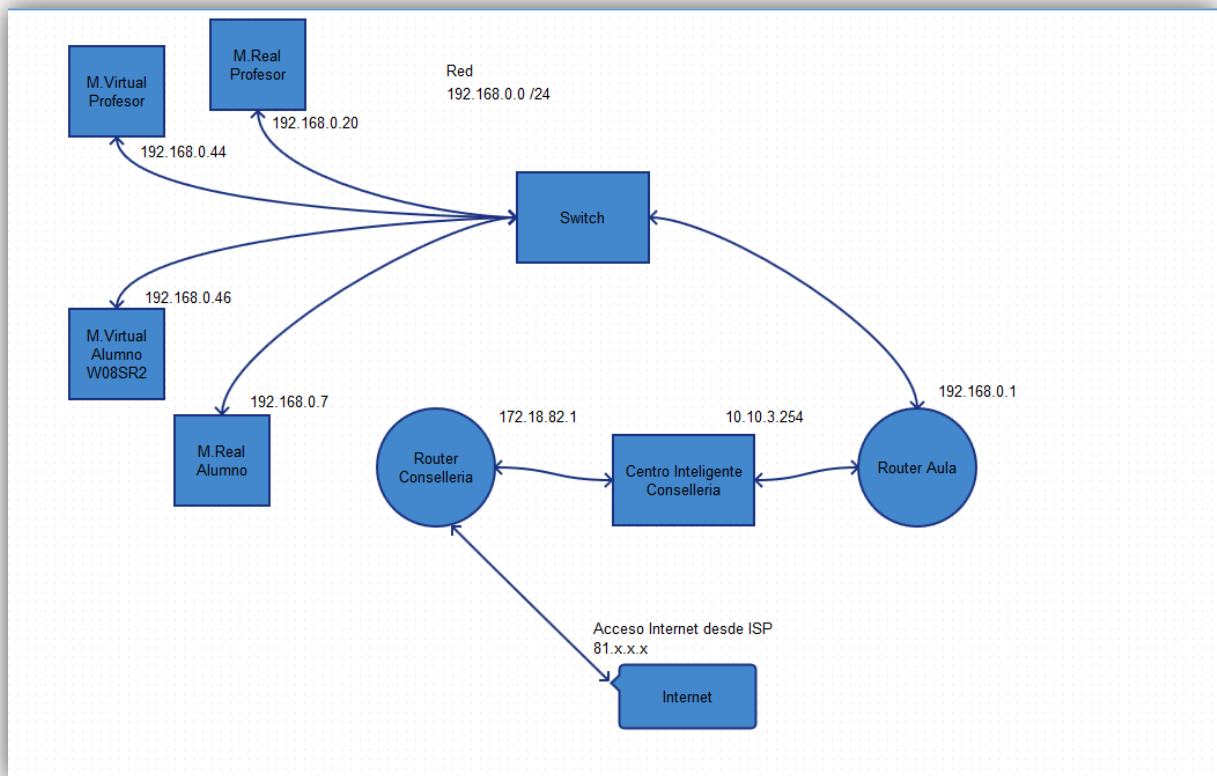 M.Real
Profesor
M.Virtual
Profesor
Red
192.168.0.0 /24
192.168.0.20
192.168.0.44
Switch
192.168.0.46
M.Virtual
Alumno
W08SR2
192.168.0.7
M.Real
Alumno
192.168.0.1
172.18.82.1
10.10.3.254
Router
Conselleria
Centro Inteligente
Conselleria
Router Aula
Acceso Internet desde ISP
81.x.x.x
Internet